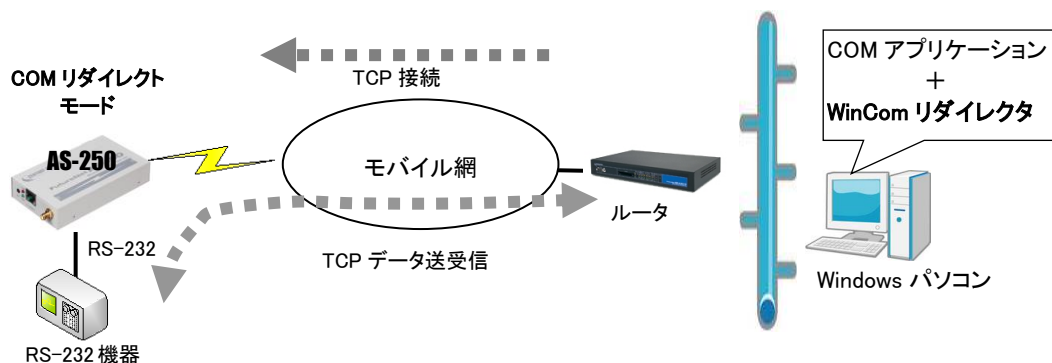 COM リダイレクト
モード
AS-250
RS-232
RS-232 機器
TCP 接続
モバイル網
TCP データ送受信
ルータ
COM アプリケーション
+
WinCom リダイレクタ
Windows パソコン